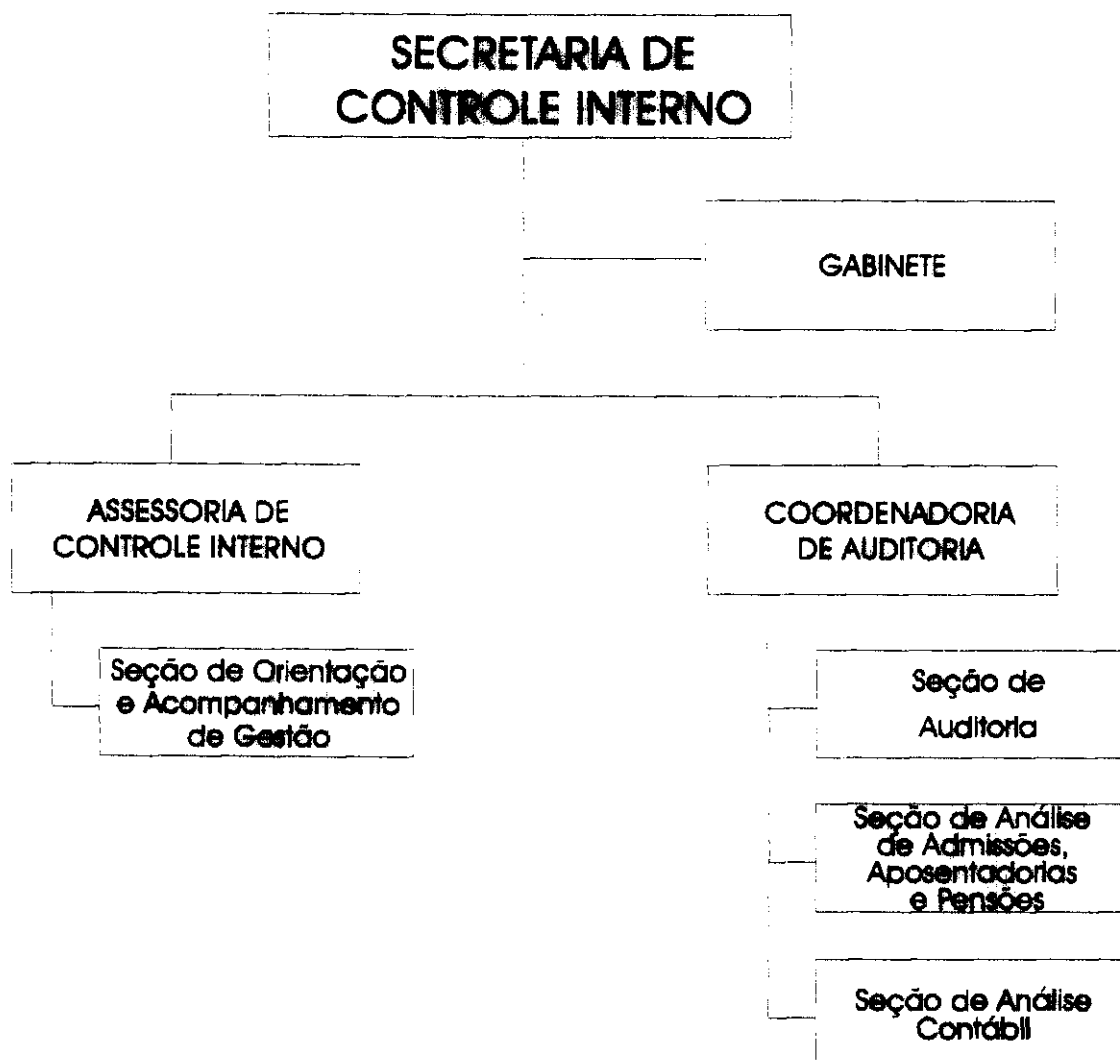 SECRETARIA DE
CONTROLE INTERNO
GABINETE
ASSESSORIA DE
CONTROLE INTERNO
Seção de Orientação
e Acompanhamento
de Gestão
COORDENADORIA
DE AUDITORIA
Seção de
Auditoria
Seção de Análise
de Admissões,
Aposentadorias
e Pensões
Seção de Análise
Contábil